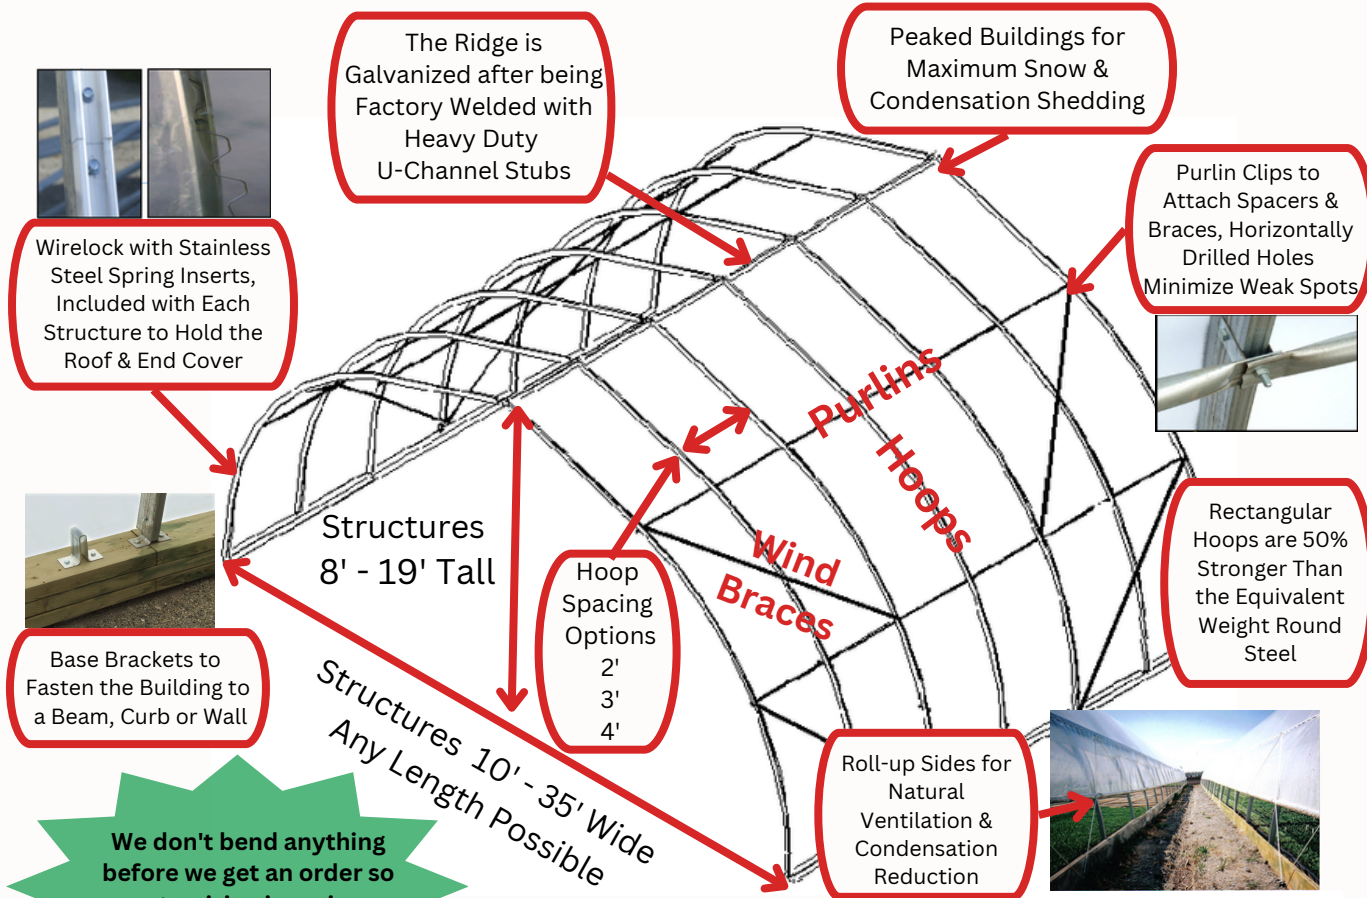 The Ridge is
Galvanized after being
Factory Welded with
Heavy Duty
U-Channel Stubs
Peaked Buildings for
Maximum Snow &
Condensation Shedding
Purlin Clips to
Attach Spacers &
Braces, Horizontally
Drilled Holes
Minimize Weak Spots
Wirelock with Stainless
Steel Spring Inserts,
Included with Each
Structure to Hold the
Roof & End Cover
Purlins
Hoops
Wind
Braces
Structures
8' - 19' Tall
Hoop
Spacing
Options
2'
3'
4'
Rectangular
Hoops are 50%
Stronger Than
the Equivalent
Weight Round
Steel
Base Brackets to
Fasten the Building to
a Beam, Curb or Wall
Structures 10' - 35' Wide
Any Length Possible
Roll-up Sides for
Natural
Ventilation &
Condensation
Reduction
We don't bend anything
before we get an order so